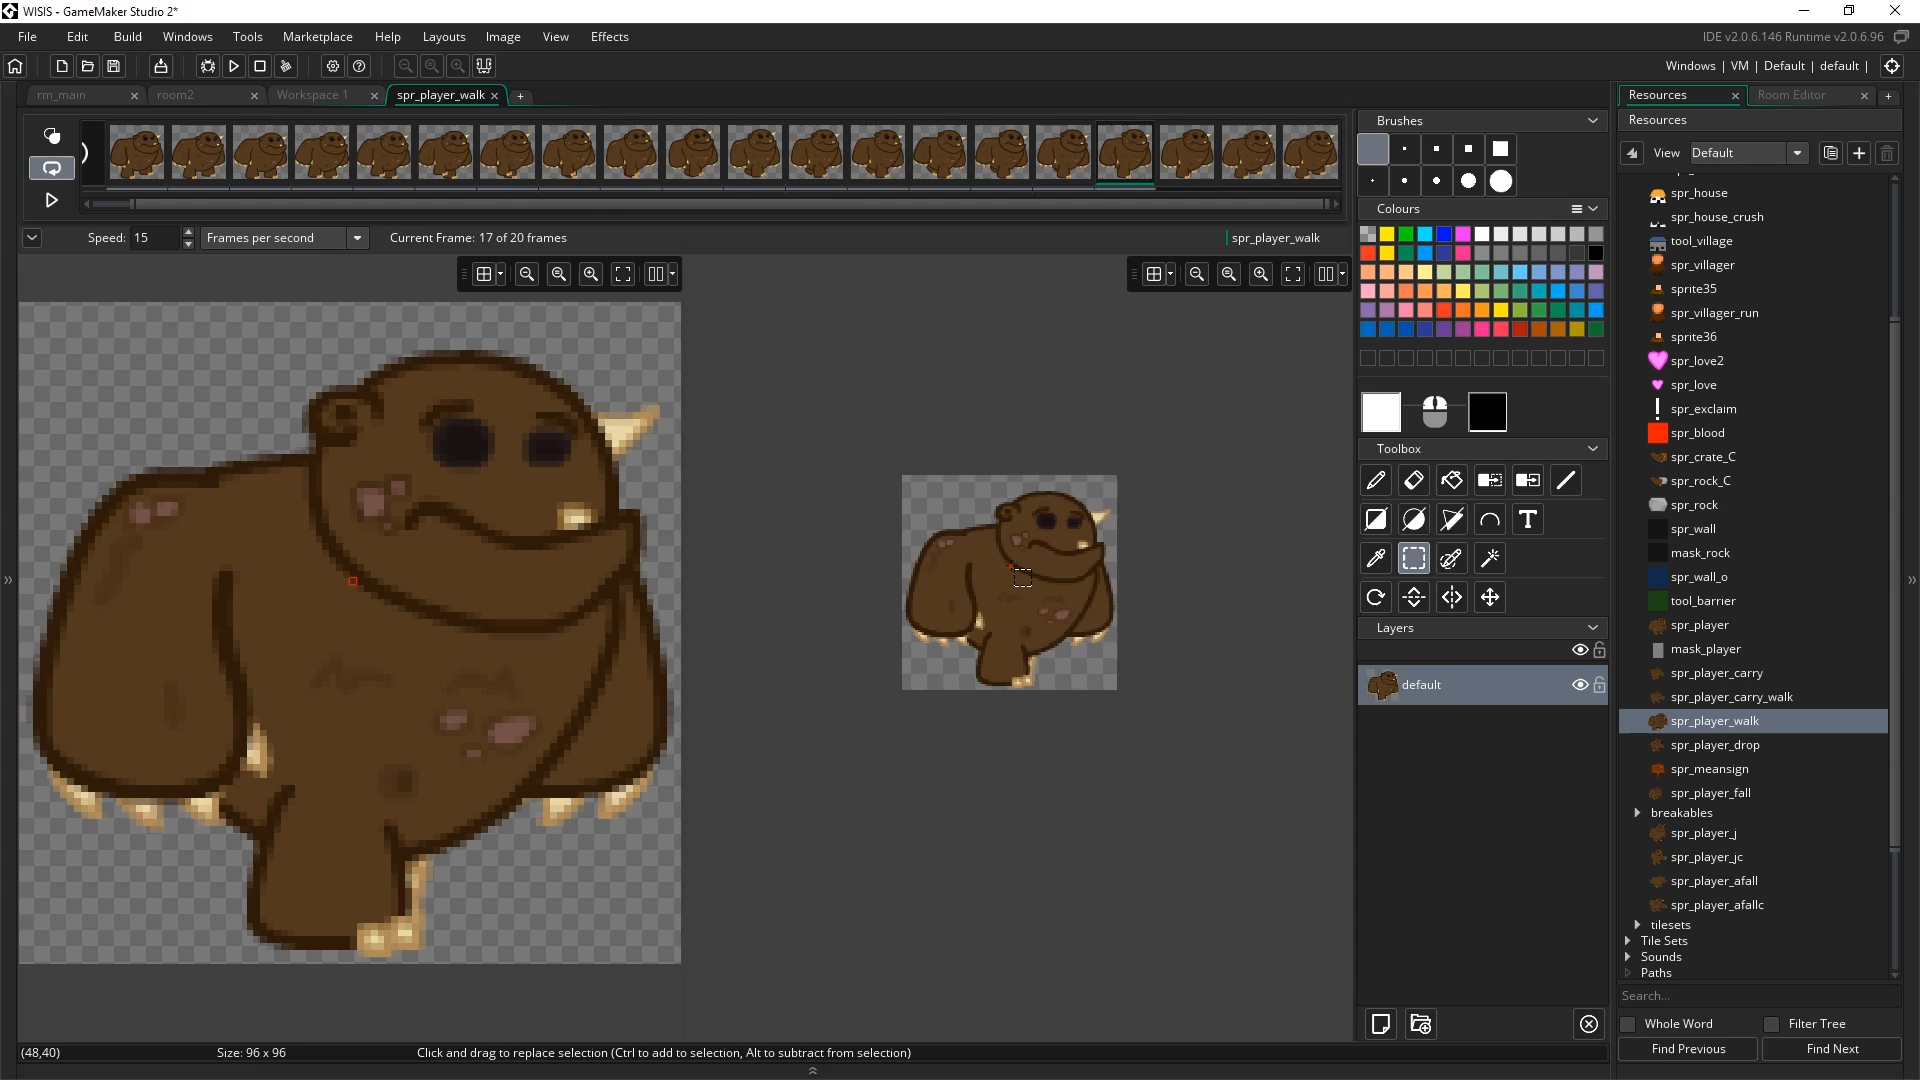 WISIS - GameMaker Studio 2*
File Edit Build Windows Tools Marketplace Help Layouts Image View Effects
IDE v2.0.6.146 Runtime v2.0.6.96
Windows | VM | Default | default |
rm_main room2 Workspace 1 spr_player_walk
Resources Room Editor
Resources
View Default
Speed: 15 Frames per second Current Frame: 17 of 20 frames spr_player_walk
Brushes
Colours
Toolbox
T
Layers
default
spr_house
spr_house_crush
tool_village
spr_villager
sprite35
spr_villager_run
sprite36
spr_love2
spr_love
spr_exclaim
spr_blood
spr_crate_C
spr_rock_C
spr_rock
spr_wall
mask_rock
spr_wall_o
tool_barrier
spr_player
mask_player
spr_player_carry
spr_player_carry_walk
spr_player_walk
spr_player_drop
spr_meansign
spr_player_fall
breakables
spr_player_j
spr_player_jc
spr_player_afall
spr_player_afallc
tilesets
Tile Sets
Sounds
Paths
Search...
Whole Word Filter Tree
Find Previous Find Next
(48,40) Size: 96 x 96 Click and drag to replace selection (Ctrl to add to selection, Alt to subtract from selection)